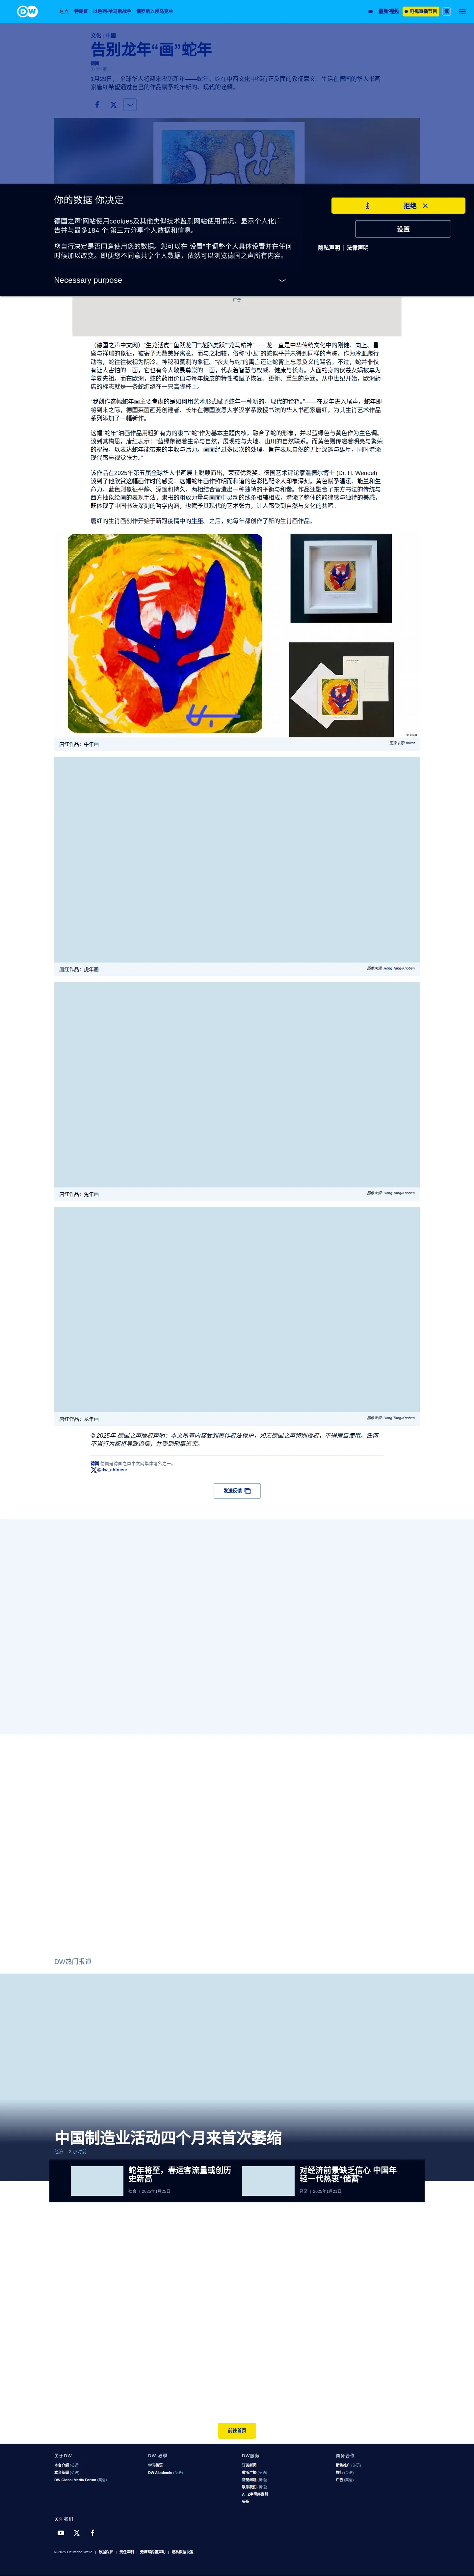 DW
焦点 特朗普 以色列-哈马斯战争 俄罗斯入侵乌克兰
最新视频
电视直播节目
文化 | 中国
告别龙年“画”蛇年
德闻
1月29日，全球华人将迎来农历新年——蛇年。蛇在中西文化中都有正反面的象征意义。生活在德国的华人书画
家唐红希望通过自己的作品赋予蛇年新的、现代的诠释。
你的数据 你决定
德国之声'网站使用cookies及其他类似技术监测网站使用情况，显示个人化广
告并与最多184 个;第三方分享个人数据和信息。
您自行决定是否同意使用您的数据。您可以在“设置”中调整个人具体设置并在任何
时候加以改变。即便您不同意共享个人数据，依然可以浏览德国之声所有内容。
Necessary purpose
拒绝
设置
隐私声明 | 法律声明
广告
（德国之声中文网）“生龙活虎”“鱼跃龙门”“龙腾虎跃”“龙马精神”——龙一直是中华传统文化中的刚健、向上、昌
盛与祥瑞的象征，被寄予无数美好寓意。而与之相较，俗称“小龙”的蛇似乎并未得到同样的青睐。作为冷血爬行
动物，蛇往往被视为阴冷、神秘和莫测的象征。“农夫与蛇”的寓言还让蛇背上忘恩负义的骂名。不过，蛇并非仅
有让人害怕的一面，它也有令人敬畏尊崇的一面，代表着智慧与权威、健康与长寿。人面蛇身的伏羲女娲被尊为
华夏先祖。而在欧洲，蛇的药用价值与每年蜕皮的特性被赋予恢复、更新、重生的意涵。从中世纪开始，欧洲药
店的标志就是一条蛇缠绕在一只高脚杯上。
“我创作这幅蛇年画主要考虑的是如何用艺术形式赋予蛇年一种新的，现代的诠释，”——在龙年进入尾声，蛇年即
将到来之际，德国莱茵画苑创建者、长年在德国波恩大学汉学系教授书法的华人书画家唐红，为其生肖艺术作品
系列添加了一幅新作。
这幅“蛇年”油画作品用粗犷有力的隶书“蛇”作为基本主题内核，融合了蛇的形象，并以蓝绿色与黄色作为主色调。
谈到其构思，唐红表示：“蓝绿象徵着生命与自然，展现蛇与大地、山川的自然联系。而黄色则传递着明亮与繁荣
的祝福，以表达蛇年能带来的丰收与活力。画面经过多层次的处理，旨在表现自然的无比深邃与雄厚，同时增添
现代感与视觉张力。”
该作品在2025年第五届全球华人书画展上脱颖而出，荣获优秀奖。德国艺术评论家温德尔博士 (Dr. H. Wendel)
谈到了他欣赏这幅画作时的感受：这幅蛇年画作鲜明而和谐的色彩搭配令人印象深刻。黄色赋予温暖、能量和生
命力，蓝色则象征平静、深邃和持久，两种颜色相结合营造出一种独特的平衡与和谐。作品还融合了东方的传统与
西方抽象绘画的表现手法，隶书的粗放力量与画面中灵动的线条相辅相成，增添了整体的韵律感与独特的美感，
既体现了中国书法深刻的哲学内涵，也赋予其现代的艺术张力，让人感受到自然与文化的共鸣。
唐红的生肖画创作开始于新冠疫情中的牛年。之后，她每年都创作了新的生肖画作品。
唐红作品：牛年画
图像来源: privat
唐红作品：虎年画
图像来源: Hong Tang-Knoben
唐红作品：兔年画
图像来源: Hong Tang-Knoben
唐红作品：龙年画
图像来源: Hong Tang-Knoben
© 2025年 德国之声版权声明：本文所有内容受到著作权法保护，如无德国之声特别授权，不得擅自使用。任何
不当行为都将导致追偿，并受到刑事追究。
德闻 德闻是德国之声中文网集体笔名之一。
@dw_chinese
发送反馈
DW热门报道
中国制造业活动四个月来首次萎缩
经济 | 2 小时前
蛇年将至，春运客流量或创历
史新高
社会 | 2025年1月25日
对经济前景缺乏信心 中国年
轻一代热衷“储蓄”
经济 | 2025年1月21日
前往首页
关于DW
本台介绍 (英语)
本台新闻 (英语)
DW Global Media Forum (英语)
DW 教學
学习德语
DW Akademie (英语)
DW服务
订阅新闻
收听广播 (英语)
常见问题 (英语)
联系我们 (英语)
A - Z字母序索引
头条
商务合作
销售推广 (英语)
旅行 (英语)
广告 (英语)
关注我们
© 2025 Deutsche Welle | 数据保护 | 责任声明 | 无障碍内容声明 | 隐私数据设置